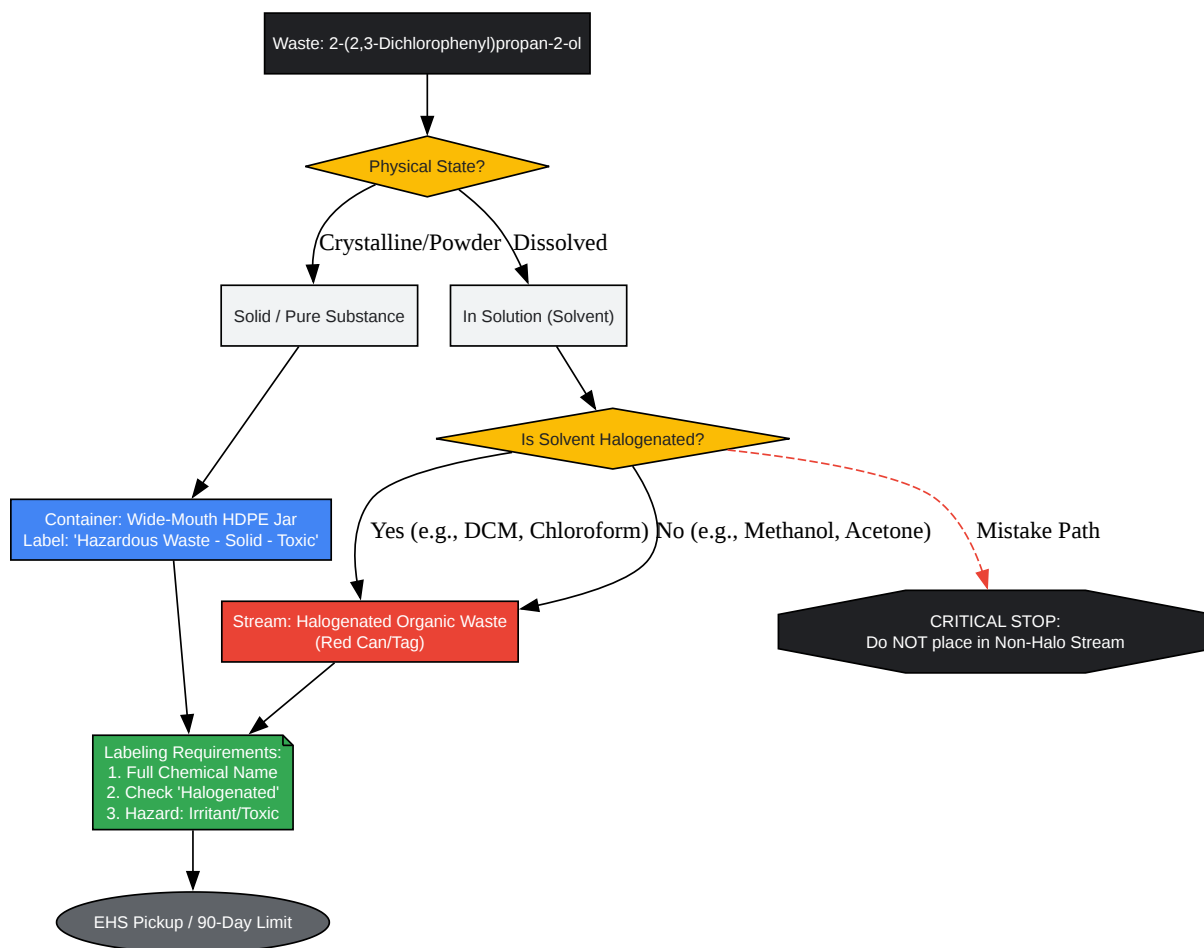 Waste: 2-(2,3-Dichlorophenyl)propan-2-ol
Physical State?
Crystalline/Powder
Dissolved
Solid / Pure Substance
In Solution (Solvent)
Is Solvent Halogenated?
Container: Wide-Mouth HDPE Jar
Label: 'Hazardous Waste - Solid - Toxic'
Yes (e.g., DCM, Chloroform)
No (e.g., Methanol, Acetone)
Mistake Path
Stream: Halogenated Organic Waste
(Red Can/Tag)
CRITICAL STOP:
Do NOT place in Non-Halo Stream
Labeling Requirements:
1. Full Chemical Name
2. Check 'Halogenated'
3. Hazard: Irritant/Toxic
EHS Pickup / 90-Day Limit